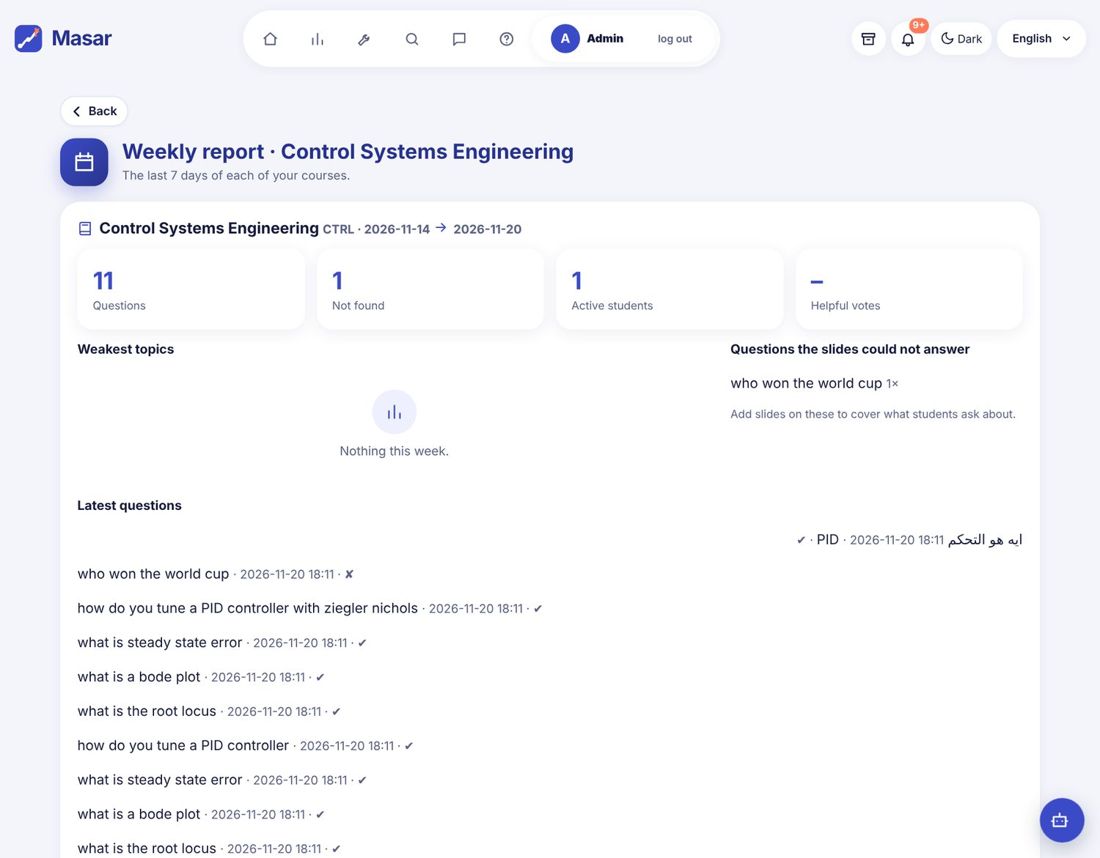 Masar
A Admin log out
9+
Dark
English
Back
Weekly report · Control Systems Engineering
The last 7 days of each of your courses.
Control Systems Engineering CTRL · 2026-11-14 → 2026-11-20
11
Questions
1
Not found
1
Active students
–
Helpful votes
Weakest topics
Nothing this week.
Questions the slides could not answer
who won the world cup 1×
Add slides on these to cover what students ask about.
Latest questions
ايه هو التحكم PID · 2026-11-20 18:11 · ✔
who won the world cup · 2026-11-20 18:11 · ✘
how do you tune a PID controller with ziegler nichols · 2026-11-20 18:11 · ✔
what is steady state error · 2026-11-20 18:11 · ✔
what is a bode plot · 2026-11-20 18:11 · ✔
what is the root locus · 2026-11-20 18:11 · ✔
how do you tune a PID controller · 2026-11-20 18:11 · ✔
what is steady state error · 2026-11-20 18:11 · ✔
what is a bode plot · 2026-11-20 18:11 · ✔
what is the root locus · 2026-11-20 18:11 · ✔